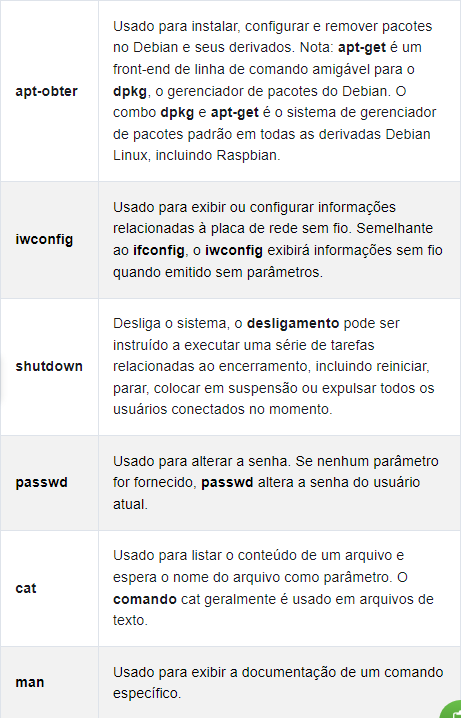 apt-obter
Usado para instalar, configurar e remover pacotes
no Debian e seus derivados. Nota: apt-get é um
front-end de linha de comando amigável para o
dpkg, o gerenciador de pacotes do Debian. O
combo dpkg e apt-get é o sistema de gerenciador
de pacotes padrão em todas as derivadas Debian
Linux, incluindo Raspbian.
iwconfig
Usado para exibir ou configurar informações
relacionadas à placa de rede sem fio. Semelhante
ao ifconfig, o iwconfig exibirá informações sem fio
quando emitido sem parâmetros.
shutdown
Desliga o sistema, o desligamento pode ser
instruído a executar uma série de tarefas
relacionadas ao encerramento, incluindo reiniciar,
parar, colocar em suspensão ou expulsar todos os
usuários conectados no momento.
passwd
Usado para alterar a senha. Se nenhum parâmetro
for fornecido, passwd altera a senha do usuário
atual.
cat
Usado para listar o conteúdo de um arquivo e
espera o nome do arquivo como parâmetro. O
comando cat geralmente é usado em arquivos de
texto.
man
Usado para exibir a documentação de um comando
específico.